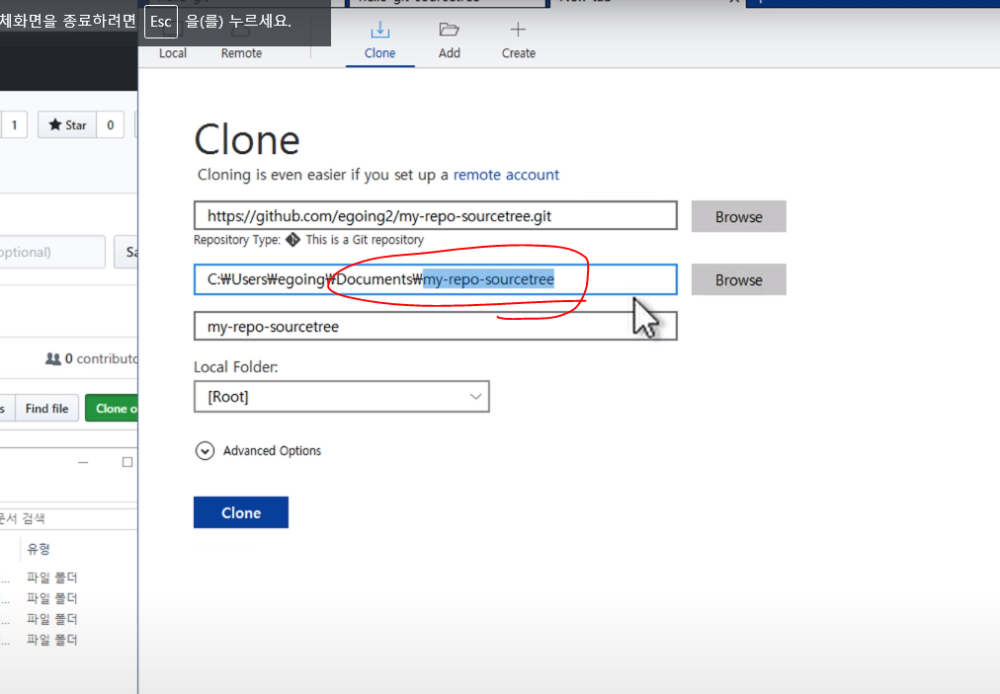 체화면을 종료하려면 Esc 을(를) 누르세요.
Local
Remote
Clone
Add
Create
1
Star
0
Clone
Cloning is even easier if you set up a remote account
https://github.com/egoing2/my-repo-sourcetree.git
Browse
Repository Type: This is a Git repository
optional)
C:₩Users₩egoing₩Documents₩my-repo-sourcetree
Browse
my-repo-sourcetree
0 contributo
Local Folder:
[Root]
s
Find file
Clone o
Advanced Options
Clone
문서 검색
유형
... 파일 폴더
... 파일 폴더
... 파일 폴더
... 파일 폴더